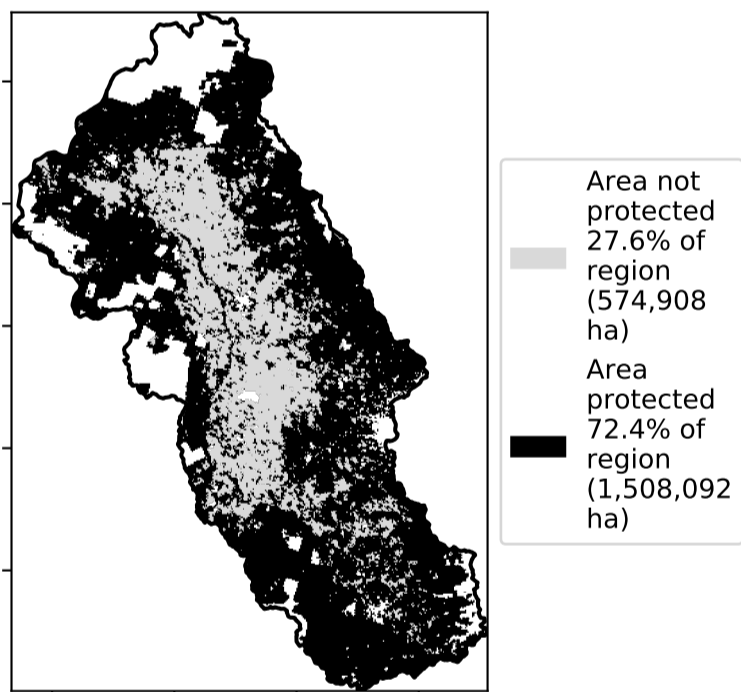 Area not
protected
27.6% of
region
(574,908
ha)
Area
protected
72.4% of
region
(1,508,092
ha)